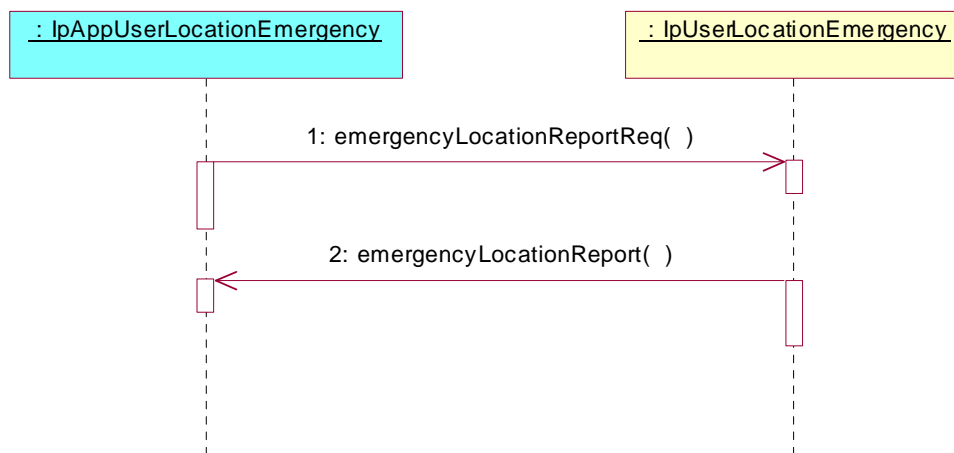 : IpAppUserLocationEmergency
: IpUserLocationEmergency
1: emergencyLocationReportReq( )
2: emergencyLocationReport( )